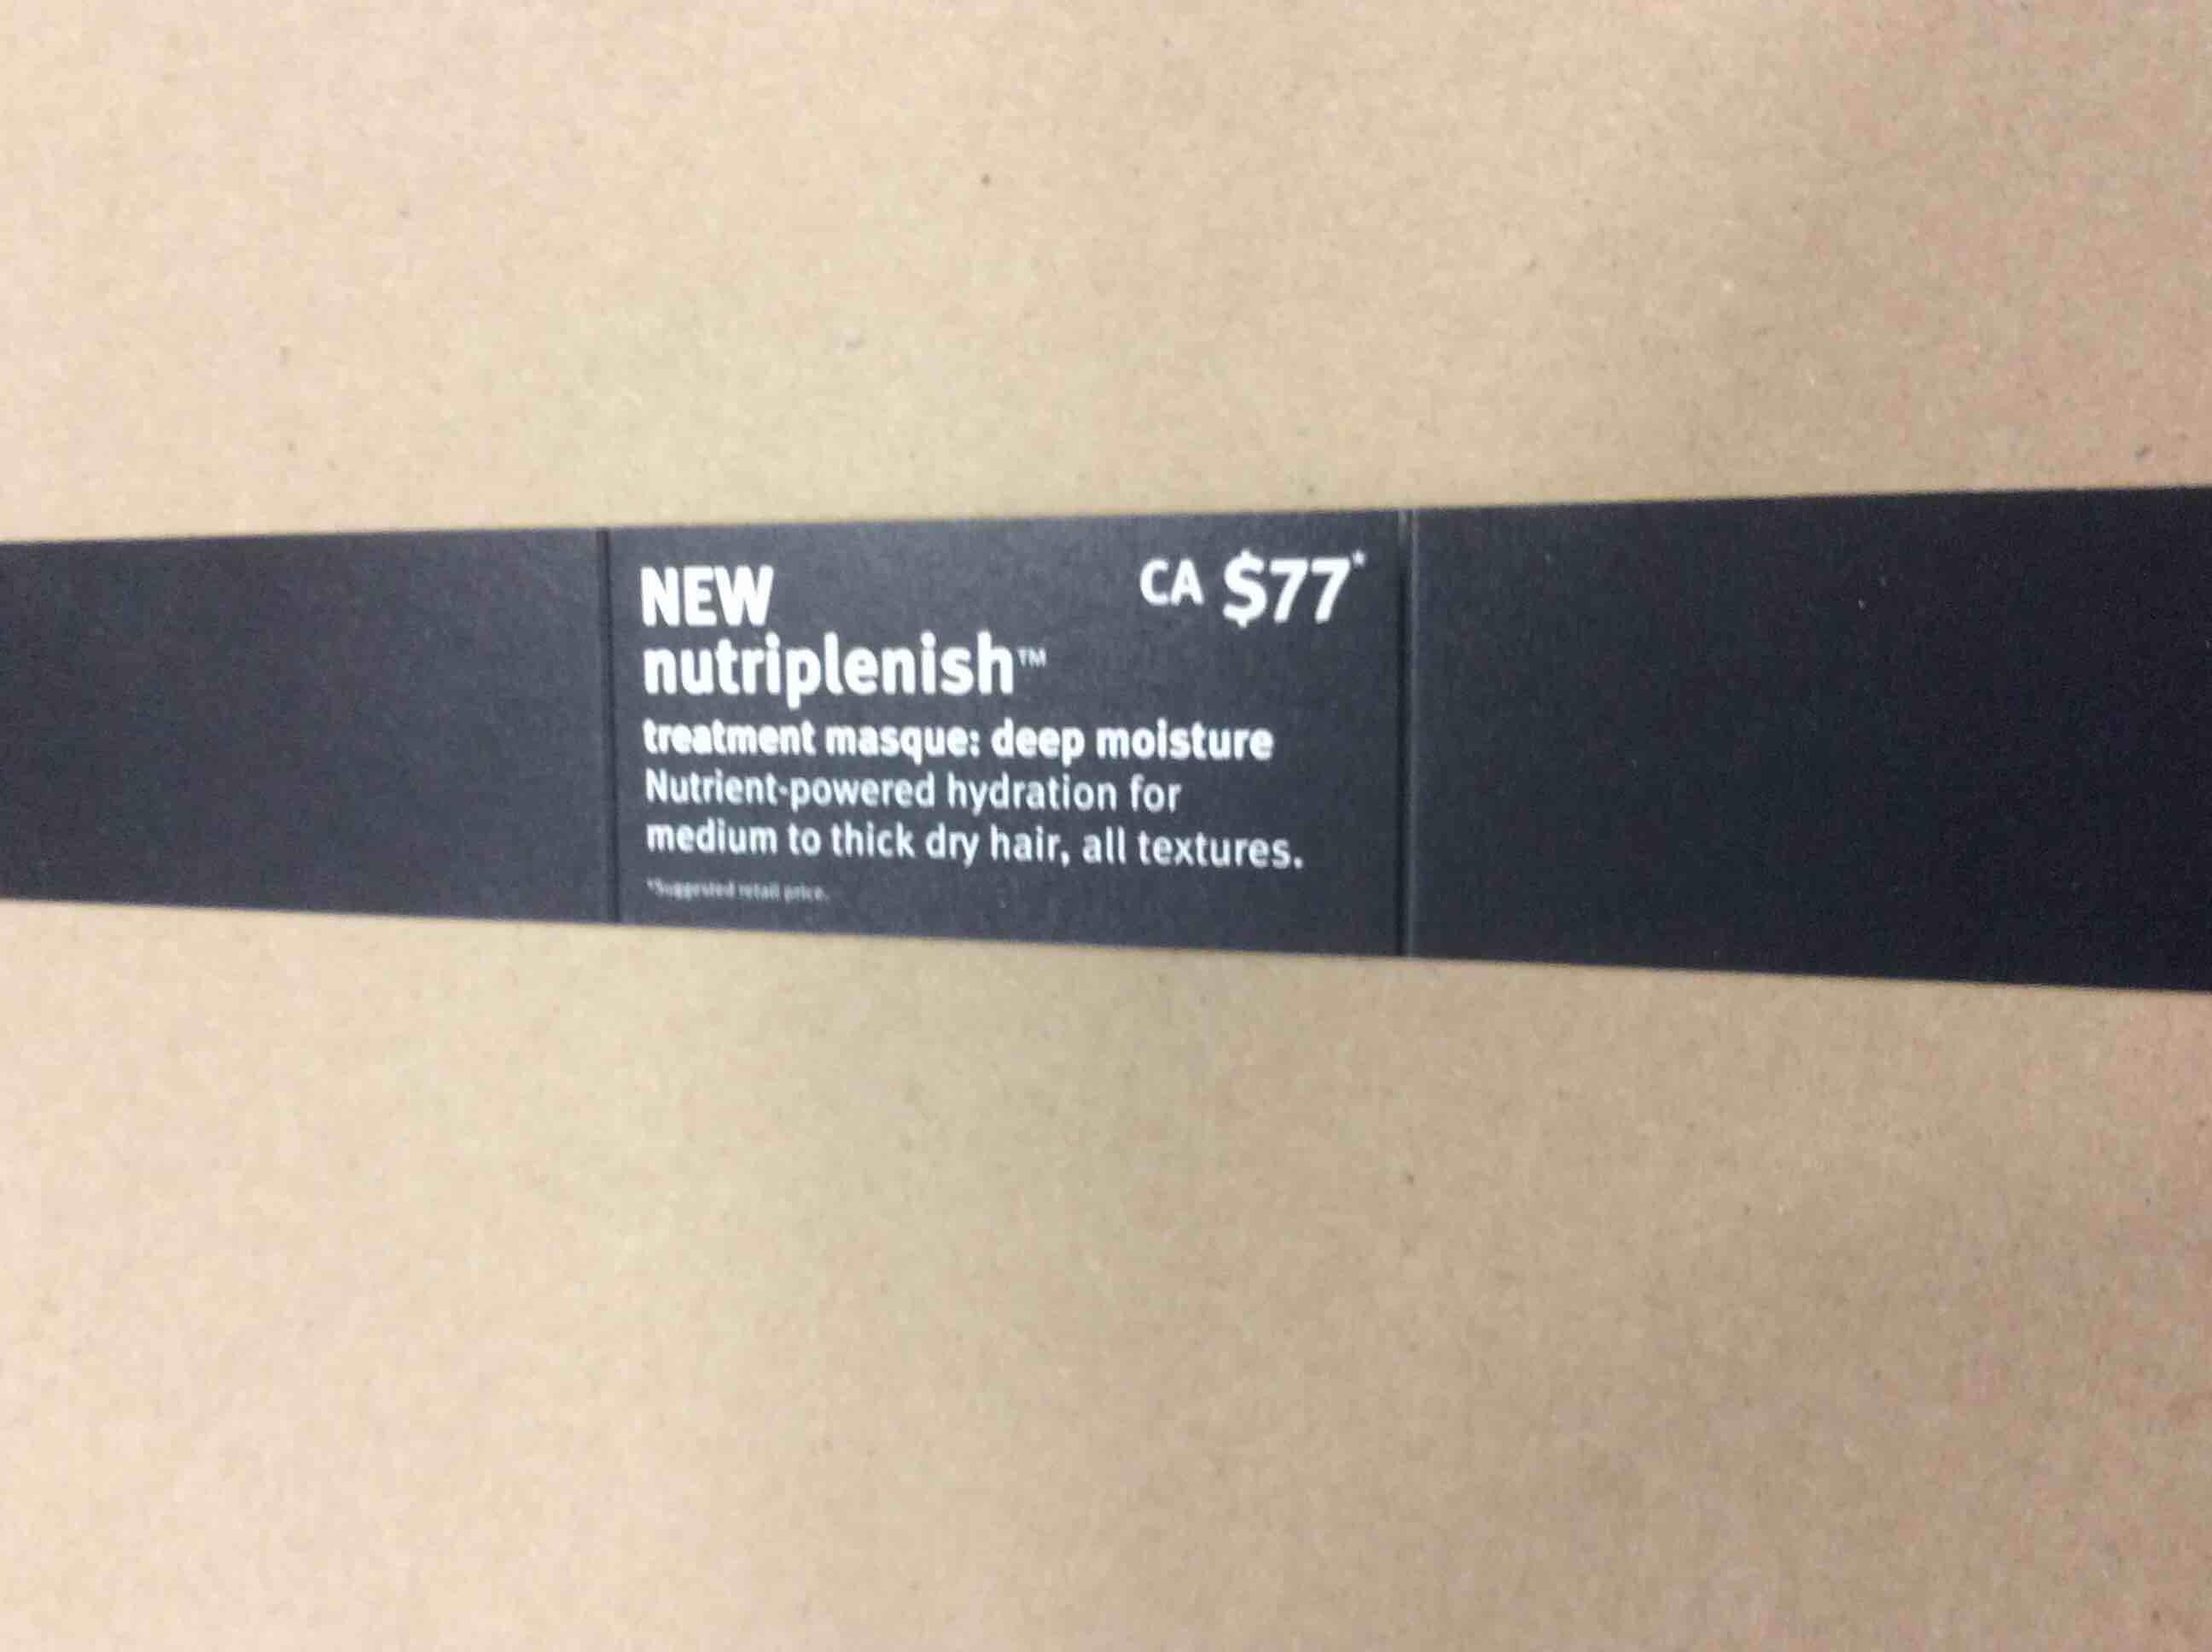 NEW
CA $77*
nutriplenish™
treatment masque: deep moisture
Nutrient-powered hydration for
medium to thick dry hair, all textures.
*Suggested retail price.